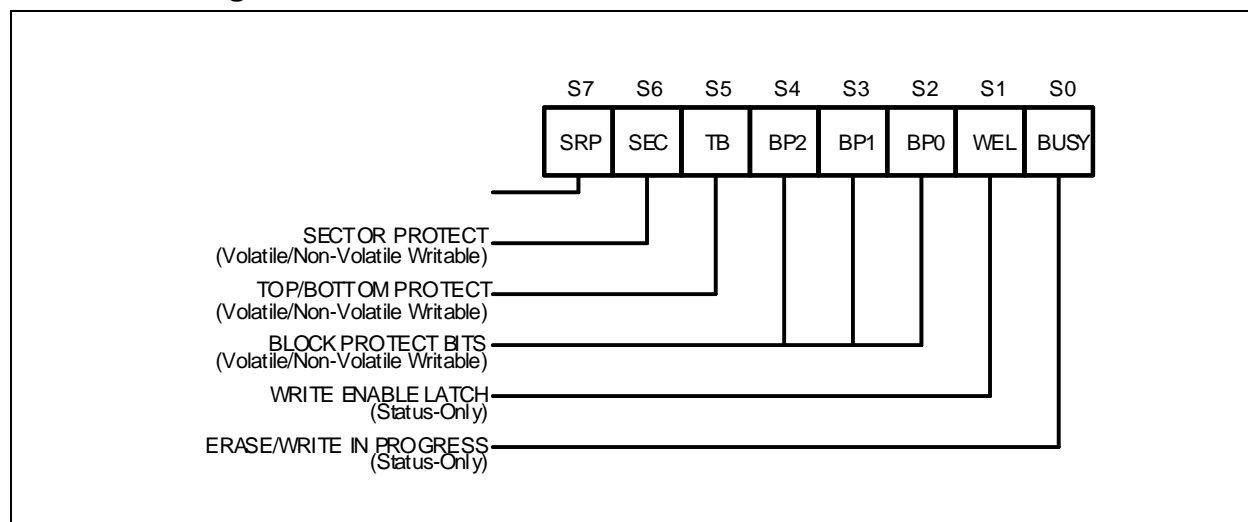 S7 S6 S5 S4 S3 S2 S1 S0
SRP SEC TB BP2 BP1 BP0 WEL BUSY
SECTOR PROTECT
(Volatile/Non-Volatile Writable)
TOP/BOTTOM PROTECT
(Volatile/Non-Volatile Writable)
BLOCK PROTECT BITS
(Volatile/Non-Volatile Writable)
WRITE ENABLE LATCH
(Status-Only)
ERASE/WRITE IN PROGRESS
(Status-Only)